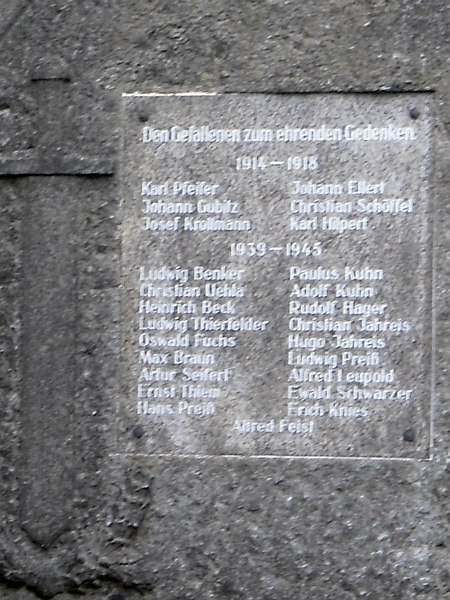 Den Gefallenen zum ehrenden Gedenken.
1914 — 1918
Karl Pfeifer Johann Ellert
Johann Gubitz Christian Schöffel
Josef Krollmann Karl Hilpert
1939 — 1945
Ludwig Benker Paulus Kuhn
Christian Uehla Adolf Kuhn
Heinrich Beck Rudolf Hager
Ludwig Thierfelder Christian Jahreis
Oswald Fuchs Hugo Jahreis
Max Braun Ludwig Preiß
Artur Seifert Alfred Leupold
Ernst Thiem Ewald Schwarzer
Hans Preiß Erich Knies
Alfred Feist